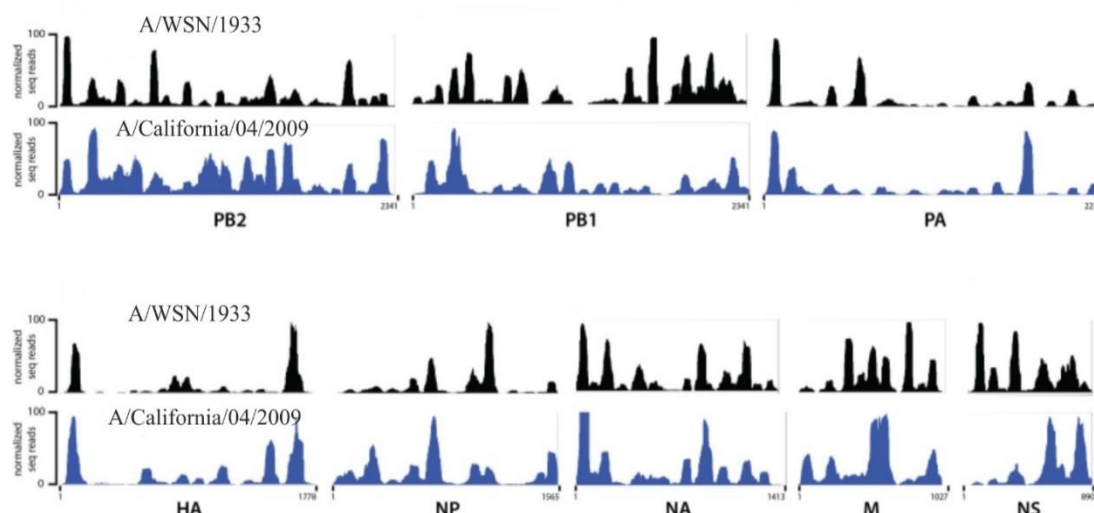 A/WSN/1933
normalized
seq reads
100
0
A/California/04/2009
normalized
seq reads
100
0
1 2341 1 2341 1 22
PB2 PB1 PA
A/WSN/1933
normalized
seq reads
100
0
A/California/04/2009
normalized
seq reads
100
0
1 1778 1 1565 1 1413 1 1027 1 890
HA NP NA M NS